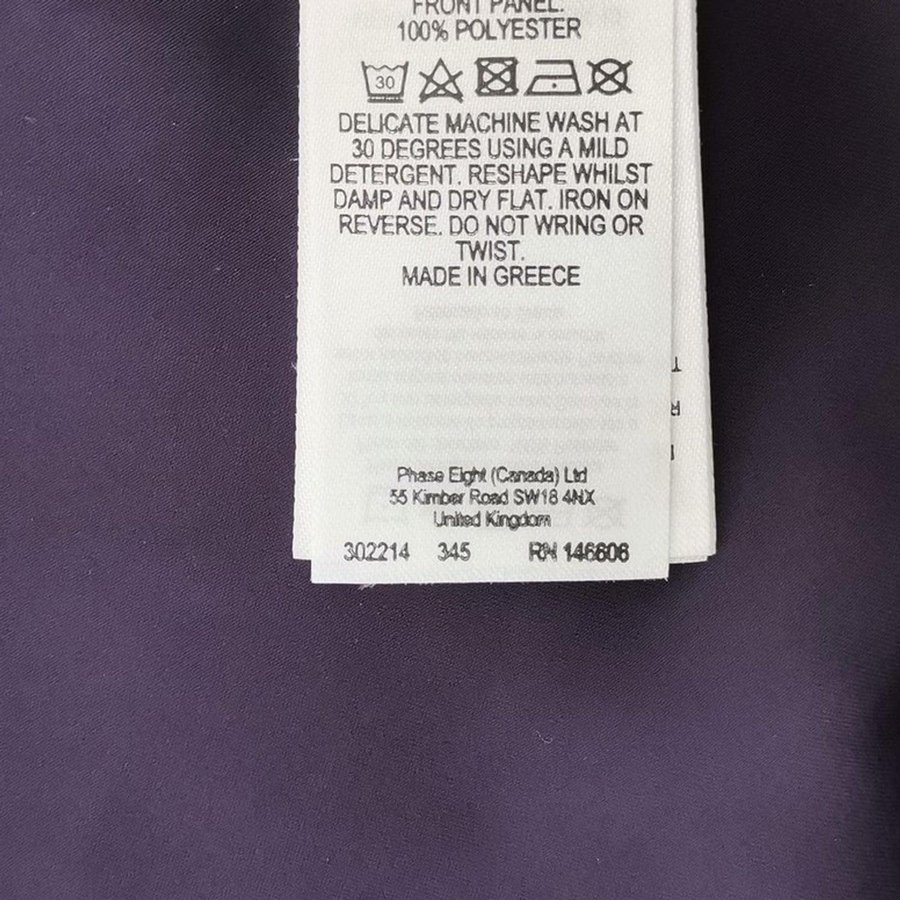 FRONT PANEL:
100% POLYESTER
30
DELICATE MACHINE WASH AT
30 DEGREES USING A MILD
DETERGENT. RESHAPE WHILST
DAMP AND DRY FLAT. IRON ON
REVERSE. DO NOT WRING OR
TWIST.
MADE IN GREECE
Phase Eight (Canada) Ltd
55 Kimber Road SW18 4NX
United Kingdom
302214 345 RN 146606